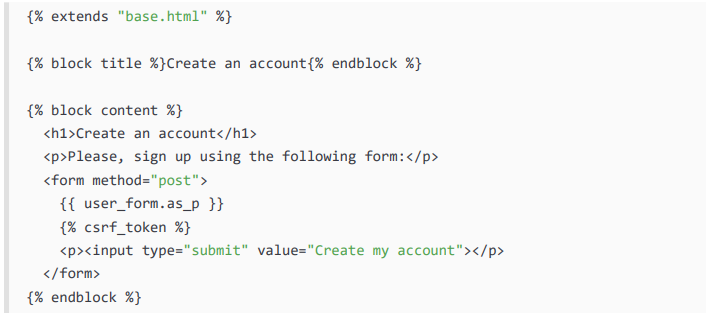 {% extends "base.html" %}
{% block title %}Create an account{% endblock %}
{% block content %}
<h1>Create an account</h1>
<p>Please, sign up using the following form:</p>
<form method="post">
{{ user_form.as_p }}
{% csrf_token %}
<p><input type="submit" value="Create my account"></p>
</form>
{% endblock %}